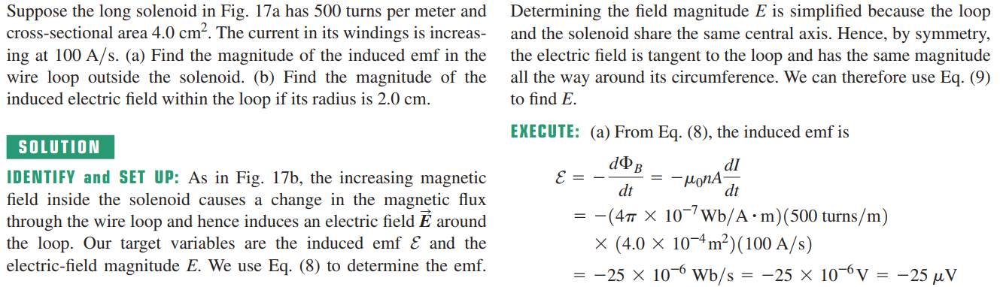 Suppose the long solenoid in Fig. 17a has 500 turns per meter and
cross-sectional area 4.0 cm². The current in its windings is increas-
ing at 100 A/s. (a) Find the magnitude of the induced emf in the
wire loop outside the solenoid. (b) Find the magnitude of the
induced electric field within the loop if its radius is 2.0 cm.
SOLUTION
IDENTIFY and SET UP: As in Fig. 17b, the increasing magnetic
field inside the solenoid causes a change in the magnetic flux
through the wire loop and hence induces an electric field E⃗ around
the loop. Our target variables are the induced emf ℰ and the
electric-field magnitude E. We use Eq. (8) to determine the emf.
Determining the field magnitude E is simplified because the loop
and the solenoid share the same central axis. Hence, by symmetry,
the electric field is tangent to the loop and has the same magnitude
all the way around its circumference. We can therefore use Eq. (9)
to find E.
EXECUTE: (a) From Eq. (8), the induced emf is
ℰ = −dΦ_B/dt = −μ₀nA dI/dt
= −(4π × 10⁻⁷ Wb/A·m)(500 turns/m)
× (4.0 × 10⁻⁴ m²)(100 A/s)
= −25 × 10⁻⁶ Wb/s = −25 × 10⁻⁶ V = −25 μV